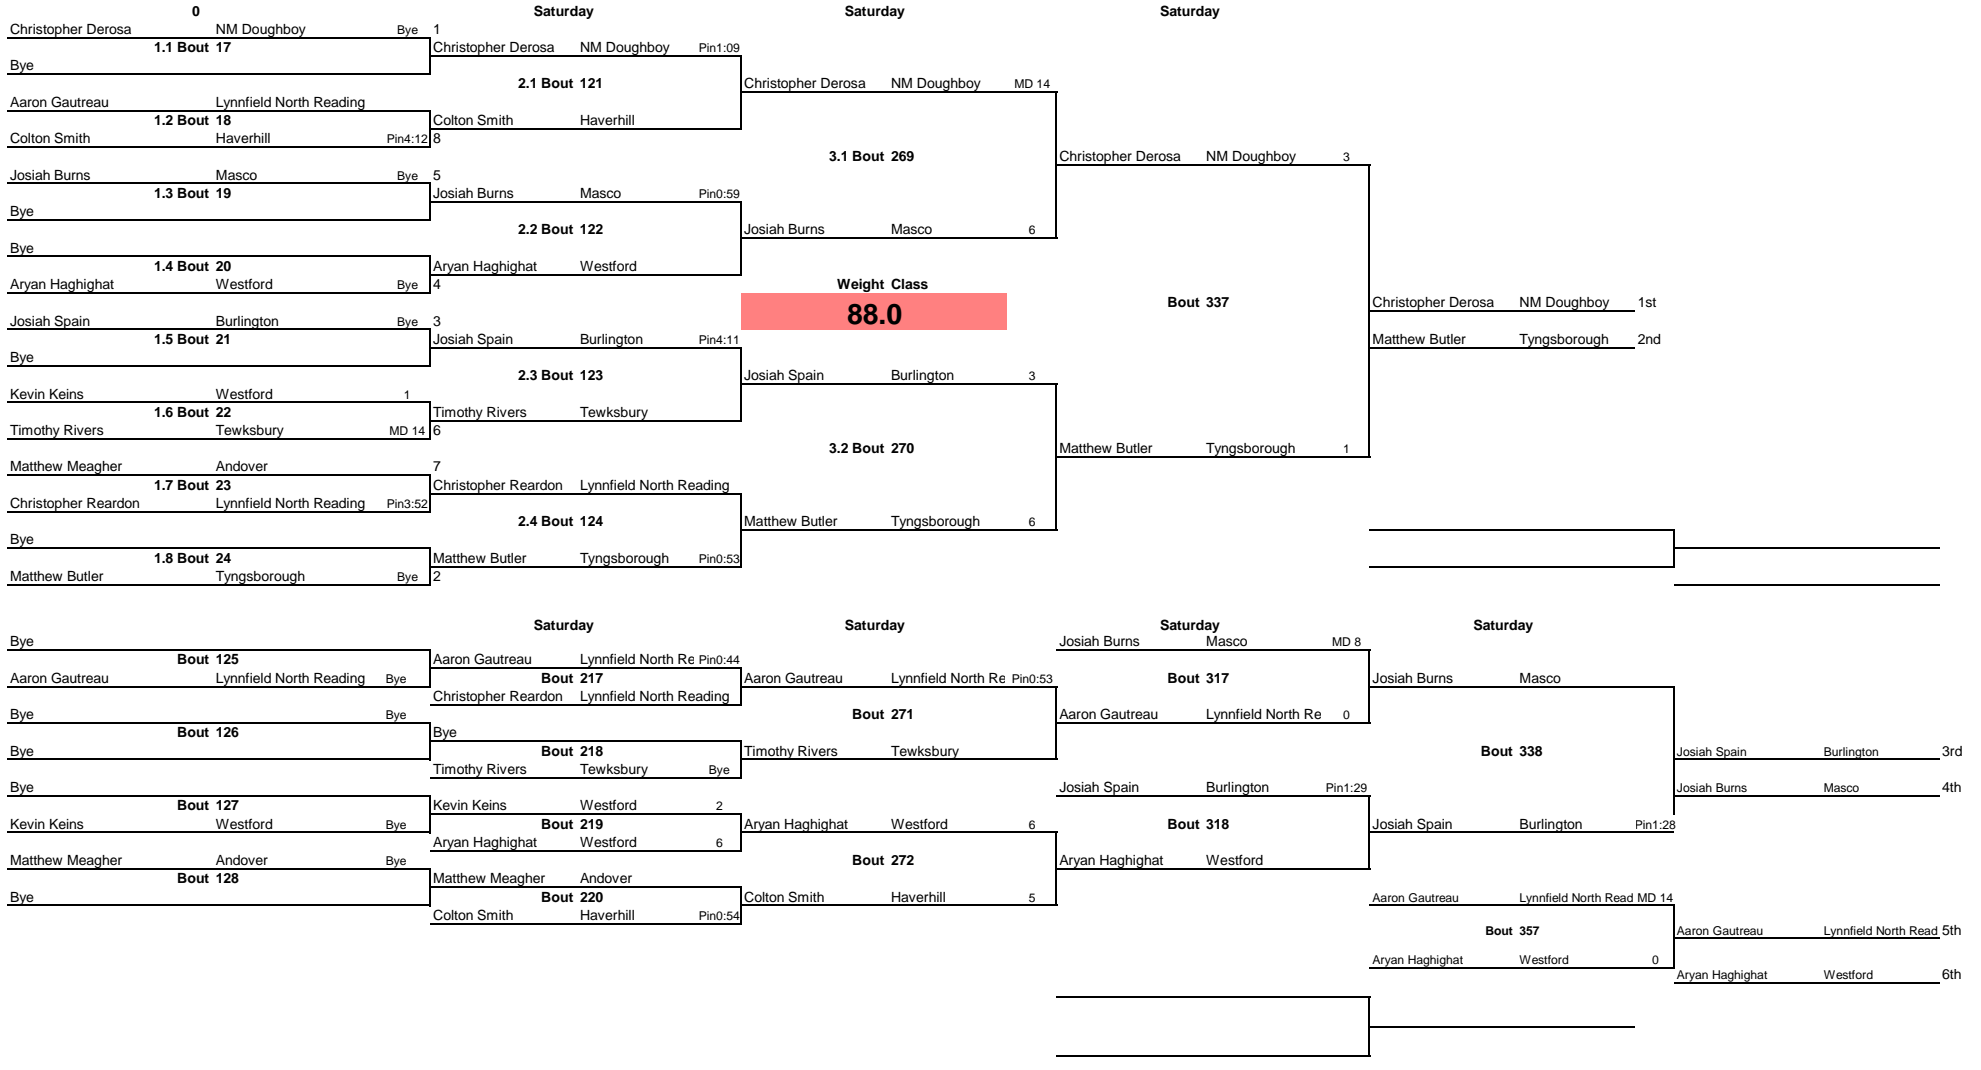 0 Saturday Saturday Saturday
Christopher Derosa NM Doughboy Bye 1
1.1 Bout 17 Christopher Derosa NM Doughboy Pin1:09
Bye
2.1 Bout 121 Christopher Derosa NM Doughboy MD 14
Aaron Gautreau Lynnfield North Reading
1.2 Bout 18 Colton Smith Haverhill
Colton Smith Haverhill Pin4:12 8
3.1 Bout 269 Christopher Derosa NM Doughboy 3
Josiah Burns Masco Bye 5
1.3 Bout 19 Josiah Burns Masco Pin0:59
Bye
2.2 Bout 122 Josiah Burns Masco 6
Bye
1.4 Bout 20 Aryan Haghighat Westford
Aryan Haghighat Westford Bye 4 Weight Class
Bout 337 Christopher Derosa NM Doughboy 1st
88.0
Josiah Spain Burlington Bye 3
1.5 Bout 21 Josiah Spain Burlington Pin4:11 Matthew Butler Tyngsborough 2nd
Bye
2.3 Bout 123 Josiah Spain Burlington 3
Kevin Keins Westford 1
1.6 Bout 22 Timothy Rivers Tewksbury
Timothy Rivers Tewksbury MD 14 6
3.2 Bout 270 Matthew Butler Tyngsborough 1
Matthew Meagher Andover 7
1.7 Bout 23 Christopher Reardon Lynnfield North Reading
Christopher Reardon Lynnfield North Reading Pin3:52
2.4 Bout 124 Matthew Butler Tyngsborough 6
Bye
1.8 Bout 24 Matthew Butler Tyngsborough Pin0:53
Matthew Butler Tyngsborough Bye 2
Saturday Saturday Saturday Saturday
Bye Josiah Burns Masco MD 8
Bout 125 Aaron Gautreau Lynnfield North Re Pin0:44
Aaron Gautreau Lynnfield North Reading Bye Bout 217 Aaron Gautreau Lynnfield North Re Pin0:53 Bout 317 Josiah Burns Masco
Christopher Reardon Lynnfield North Reading
Bye Bye Bout 271 Aaron Gautreau Lynnfield North Re 0
Bout 126 Bye
Bye Bout 218 Timothy Rivers Tewksbury Bout 338 Josiah Spain Burlington 3rd
Timothy Rivers Tewksbury Bye
Bye Josiah Spain Burlington Pin1:29 Josiah Burns Masco 4th
Bout 127 Kevin Keins Westford 2
Kevin Keins Westford Bye Bout 219 Aryan Haghighat Westford 6 Bout 318 Josiah Spain Burlington Pin1:28
Aryan Haghighat Westford 6
Matthew Meagher Andover Bye Bout 272 Aryan Haghighat Westford
Bout 128 Matthew Meagher Andover
Bye Bout 220 Colton Smith Haverhill 5 Aaron Gautreau Lynnfield North Read MD 14
Colton Smith Haverhill Pin0:54
Bout 357 Aaron Gautreau Lynnfield North Read 5th
Aryan Haghighat Westford 0
Aryan Haghighat Westford 6th